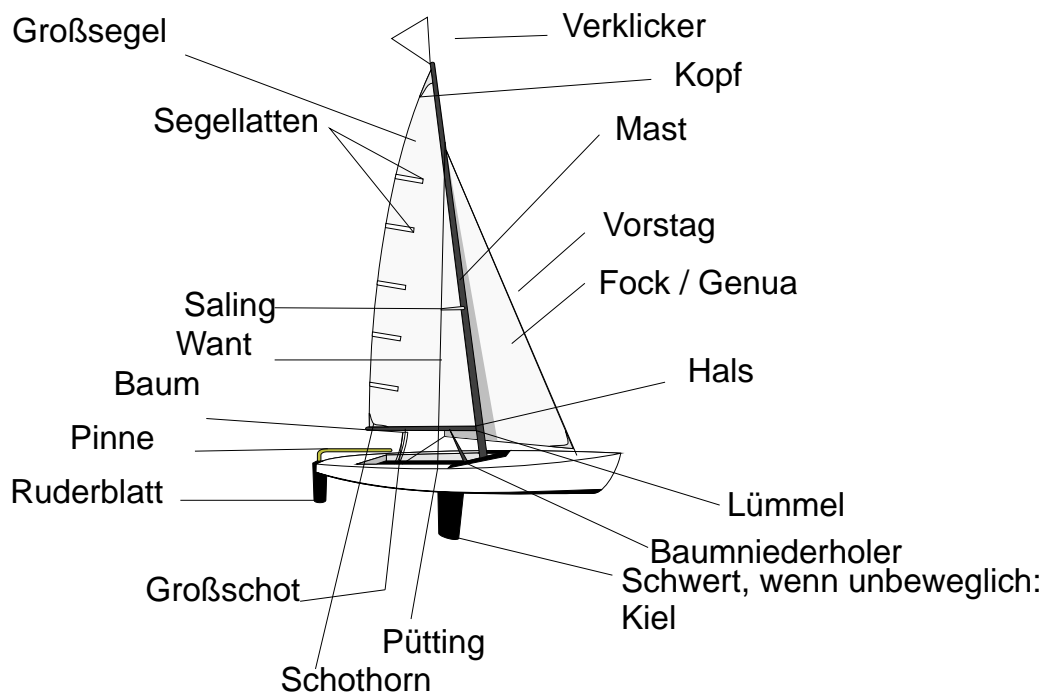 Großsegel
Verklicker
Kopf
Segellatten
Mast
Vorstag
Fock / Genua
Saling
Want
Hals
Baum
Pinne
Ruderblatt
Lümmel
Baumniederholer
Schwert, wenn unbeweglich:
Kiel
Großschot
Pütting
Schothorn